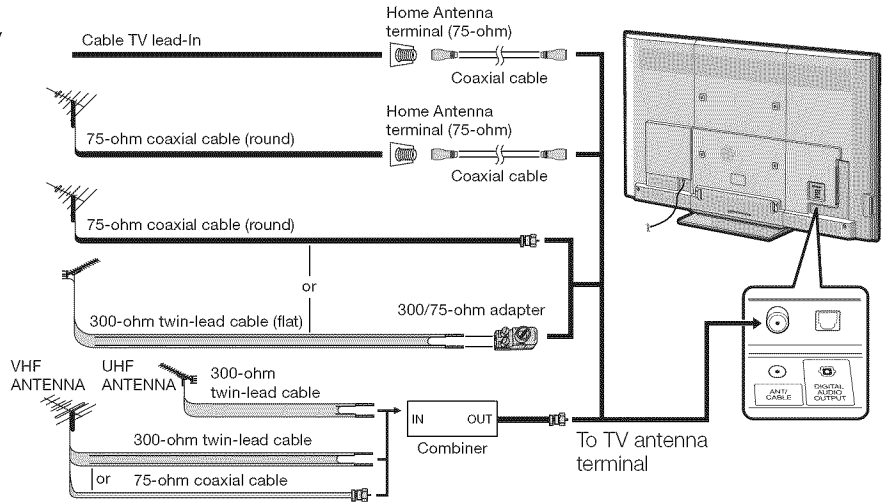 Cable TV lead-In
Home Antenna
terminal (75-ohm)
Coaxial cable
75-ohm coaxial cable (round)
Home Antenna
terminal (75-ohm)
Coaxial cable
75-ohm coaxial cable (round)
or
300-ohm twin-lead cable (flat)
300/75-ohm adapter
VHF
ANTENNA
UHF
ANTENNA
300-ohm
twin-lead cable
300-ohm twin-lead cable
or
75-ohm coaxial cable
IN
OUT
Combiner
To TV antenna
terminal
ANT/
CABLE
DIGITAL
AUDIO
OUTPUT